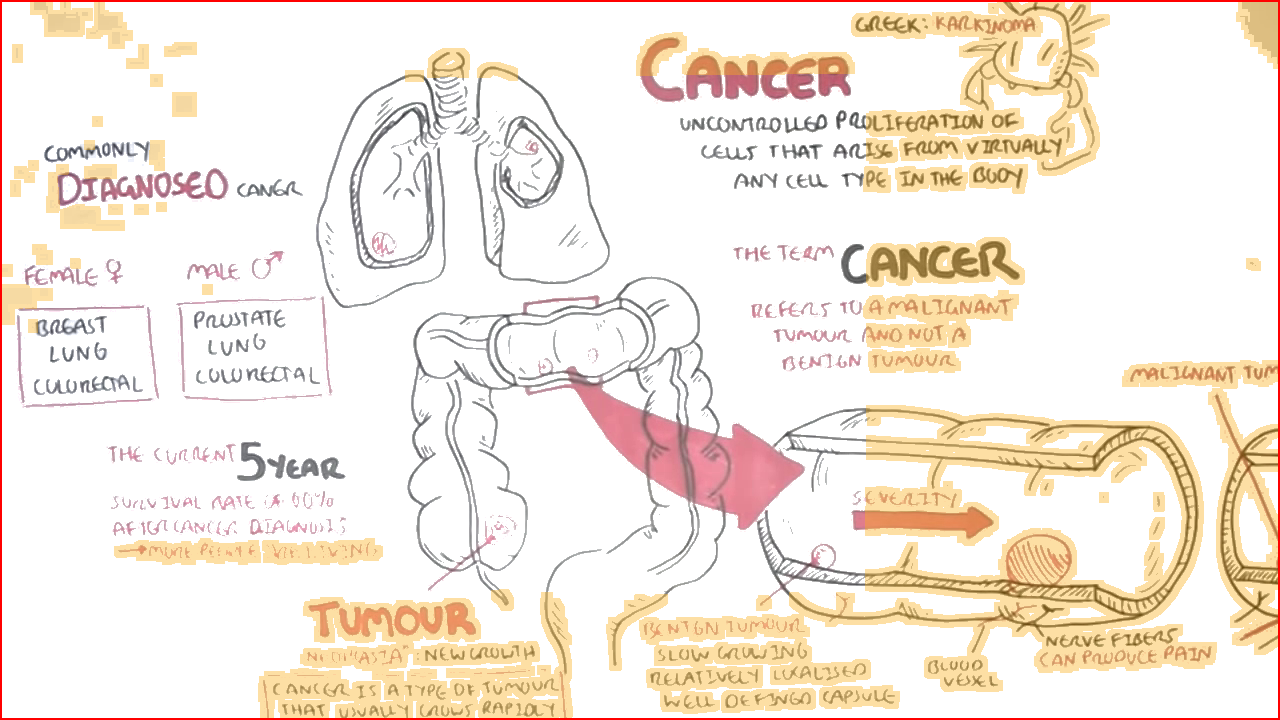 GREEK: KARKINOMA
CANCER
UNCONTROLLED PROLIFERATION OF
CELLS THAT ARISE FROM VIRTUALLY
ANY CELL TYPE IN THE BODY
COMMONLY
DIAGNOSED CANER
FEMALE ♀
MALE ♂
BREAST
LUNG
COLORECTAL
PROSTATE
LUNG
COLORECTAL
THE TERM CANCER
REFERS TO A MALIGNANT
TUMOUR AND NOT A
BENIGN TUMOUR
MALIGNANT TUM
THE CURRENT 5 YEAR
SURVIVAL RATE OF 60%
AFTER CANCER DIAGNOSIS
→ MORE PEOPLE LIVING
SEVERITY
TUMOUR
: NEW GROWTH
CANCER IS A TYPE OF TUMOUR
THAT USUALLY GROWS RAPIDLY
BENIGN TUMOUR
SLOW GROWING
RELATIVELY LOCALISED
WELL DEFINED CAPSULE
BLOOD
VESSEL
NERVE FIBERS
CAN PRODUCE PAIN